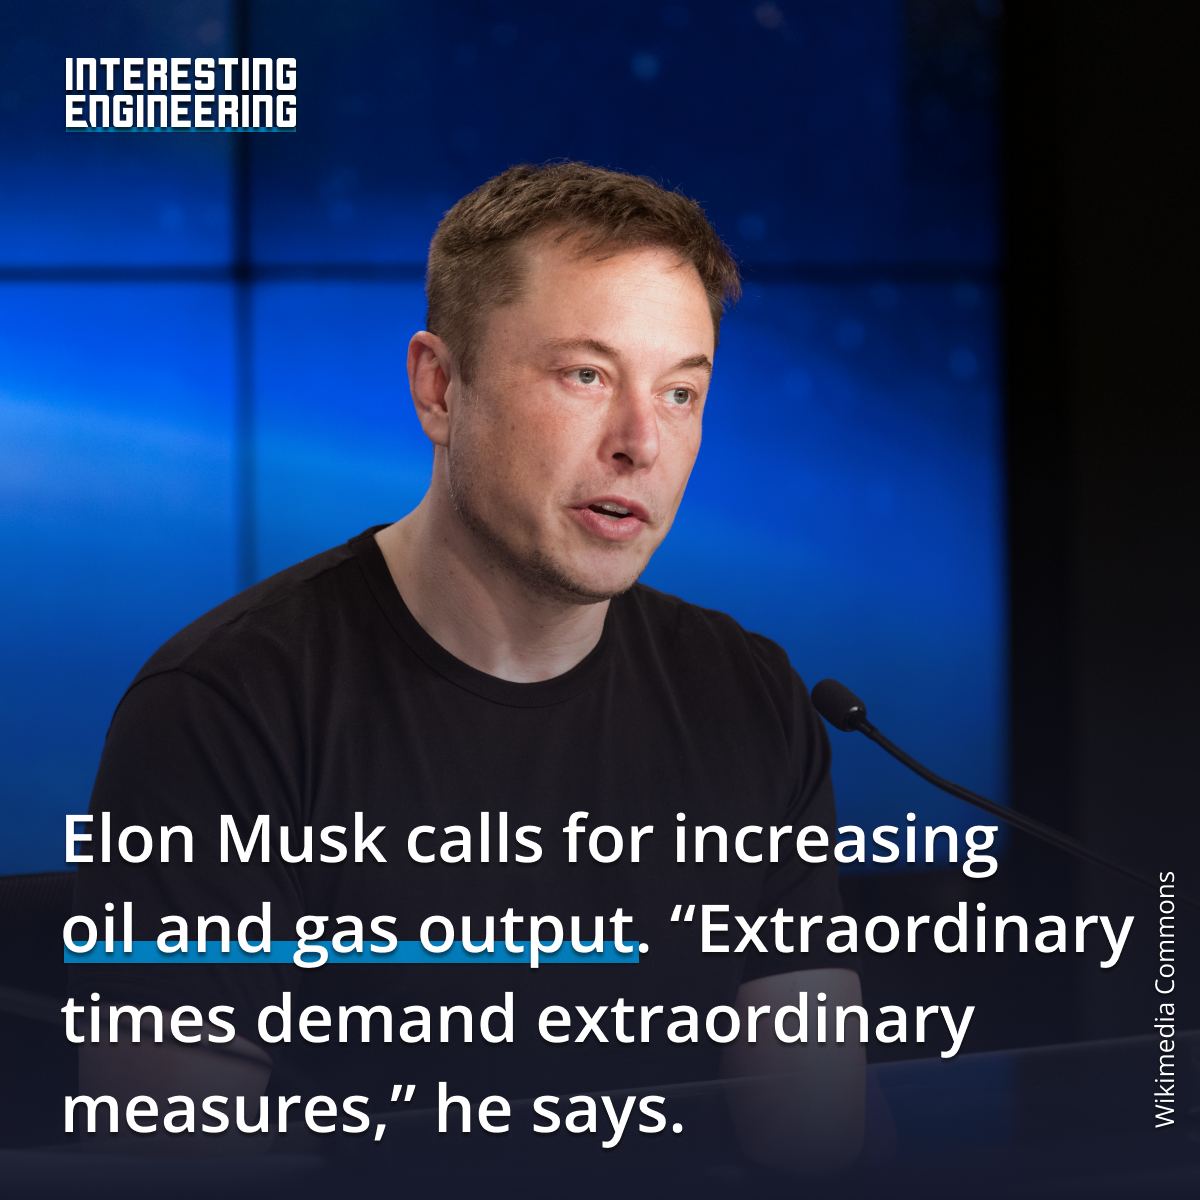 INTERESTING
ENGINEERING
Elon Musk calls for increasing
oil and gas output. “Extraordinary
times demand extraordinary
measures,” he says.
Wikimedia Commons